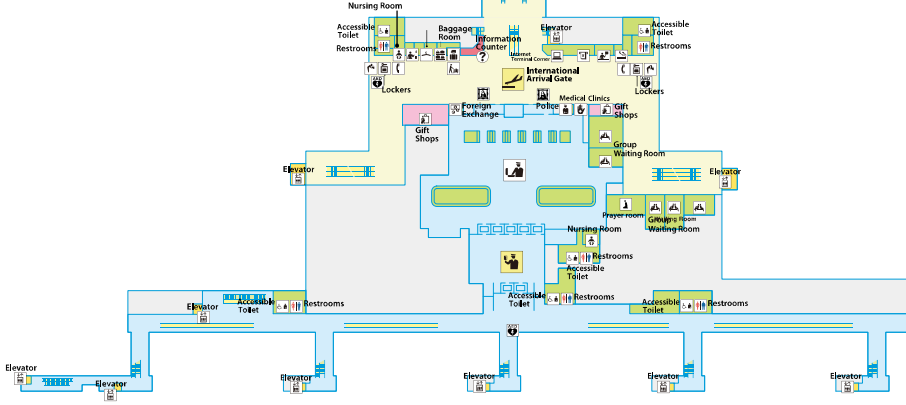 Nursing Room
Accessible
Toilet
Restrooms
Baggage
Room
Information
Counter
?
Elevator
Internet
Terminal Corner
Accessible
Toilet
Restrooms
AED
Lockers
International
Arrival Gate
AED
Lockers
Foreign
Exchange
Police
Medical Clinics
Gift
Shops
Gift
Shops
Group
Waiting Room
Elevator
Elevator
Prayer room
Group
Waiting Room
Nursing Room
Restrooms
Accessible
Toilet
Elevator
Accessible
Toilet
Restrooms
Accessible
Toilet
Restrooms
Accessible
Toilet
Restrooms
AED
Elevator
Elevator
Elevator
Elevator
Elevator
Elevator